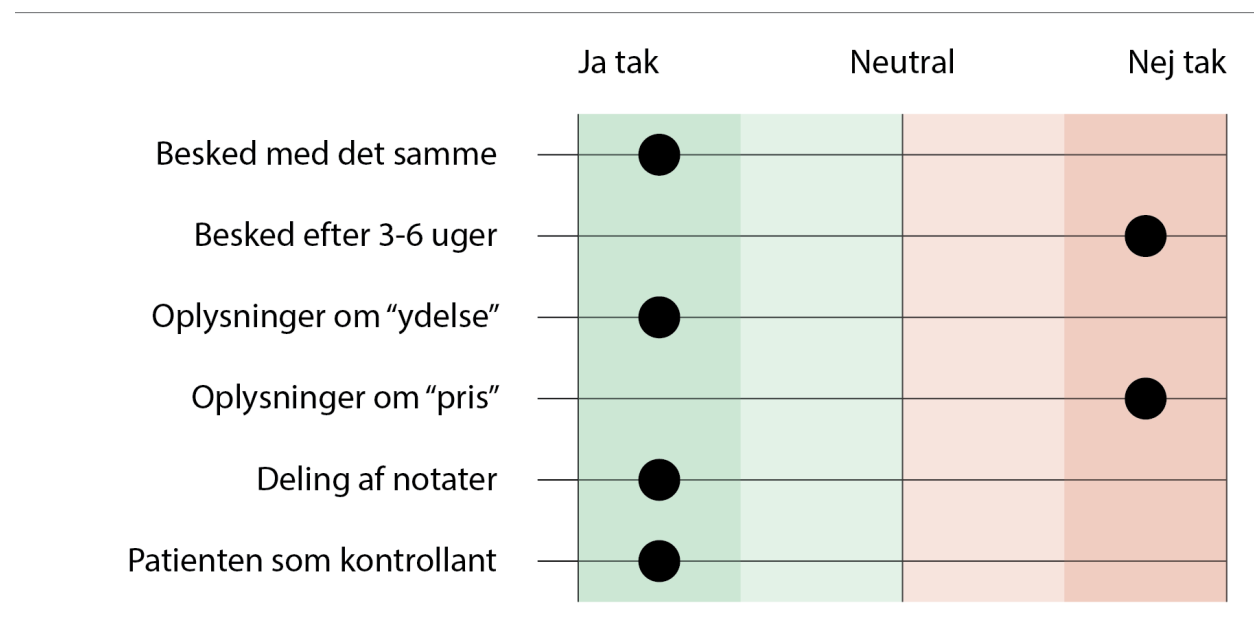 Ja tak Neutral Nej tak
Besked med det samme
Besked efter 3-6 uger
Oplysninger om “ydelse”
Oplysninger om “pris”
Deling af notater
Patienten som kontrollant